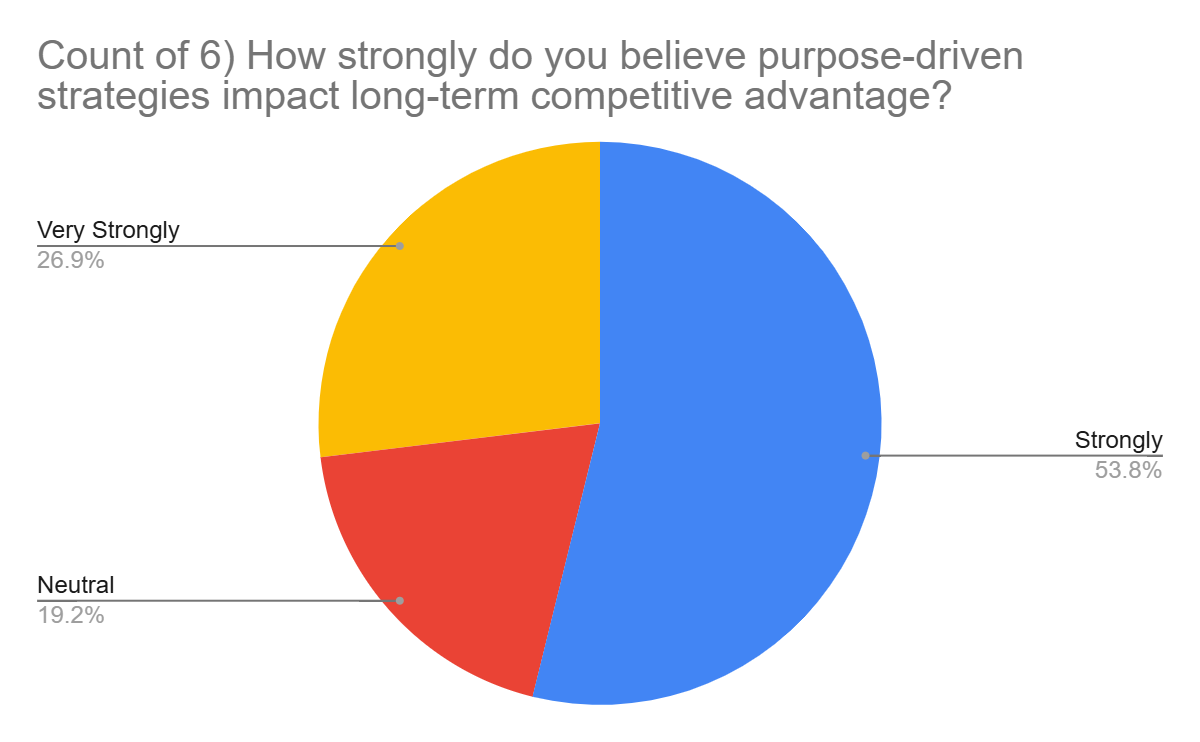 Count of 6) How strongly do you believe purpose-driven
strategies impact long-term competitive advantage?
Very Strongly
26.9%
Strongly
53.8%
Neutral
19.2%